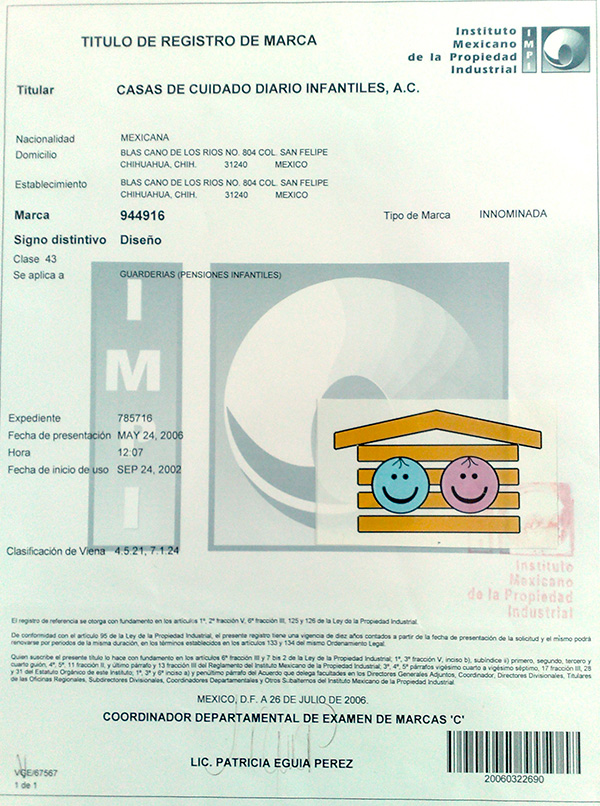 TITULO DE REGISTRO DE MARCA
Instituto
Mexicano
de la Propiedad
Industrial
IMPI
Titular CASAS DE CUIDADO DIARIO INFANTILES, A.C.
Nacionalidad MEXICANA
Domicilio BLAS CANO DE LOS RIOS NO. 804 COL. SAN FELIPE
CHIHUAHUA, CHIH. 31240 MEXICO
Establecimiento BLAS CANO DE LOS RIOS NO. 804 COL. SAN FELIPE
CHIHUAHUA, CHIH. 31240 MEXICO
Marca 944916 Tipo de Marca INNOMINADA
Signo distintivo Diseño
Clase 43
Se aplica a GUARDERIAS (PENSIONES INFANTILES)
IMPI
Expediente 785716
Fecha de presentación MAY 24, 2006
Hora 12:07
Fecha de inicio de uso SEP 24, 2002
Clasificación de Viena 4.5.21, 7.1.24
Instituto
Mexicano
de la Propiedad
Industrial
El registro de referencia se otorga con fundamento en los artículos 1º, 2º fracción V, 6º fracción III, 125 y 126 de la Ley de la Propiedad Industrial.
De conformidad con el artículo 95 de la Ley de la Propiedad Industrial, el presente registro tiene una vigencia de diez años contados a partir de la fecha de presentación de la solicitud y el mismo podrá
renovarse por periodos de la misma duración, en los términos establecidos en los artículos 133 y 134 del mismo Ordenamiento Legal.
Quien suscribe el presente título lo hace con fundamento en los artículos 6º fracción III y 7 bis 2 de la Ley de la Propiedad Industrial, 1º, 3º fracción V, inciso b), subíndice i) primero, segundo, tercero y
cuarto guión, 4º, 5º, 11 fracción II, y último párrafo y 13 fracción III del Reglamento del Instituto Mexicano de la Propiedad Industrial, 3º, 4º, 5º párrafos vigésimo cuarto a vigésimo séptimo, 17 fracción III, 28
y 31 del Estatuto Orgánico de este Instituto; 1º, 3º y 6º inciso a) y penúltimo párrafo del Acuerdo que delega facultades en los Directores Generales Adjuntos, Coordinador, Directores Divisionales, Titulares
de las Oficinas Regionales, Subdirectores Divisionales, Coordinadores Departamentales y Otros Subalternos del Instituto Mexicano de la Propiedad Industrial.
MEXICO, D.F. A 26 DE JULIO DE 2006.
COORDINADOR DEPARTAMENTAL DE EXAMEN DE MARCAS 'C'
LIC. PATRICIA EGUIA PEREZ
VGE/67567
1 de 1
20060322690